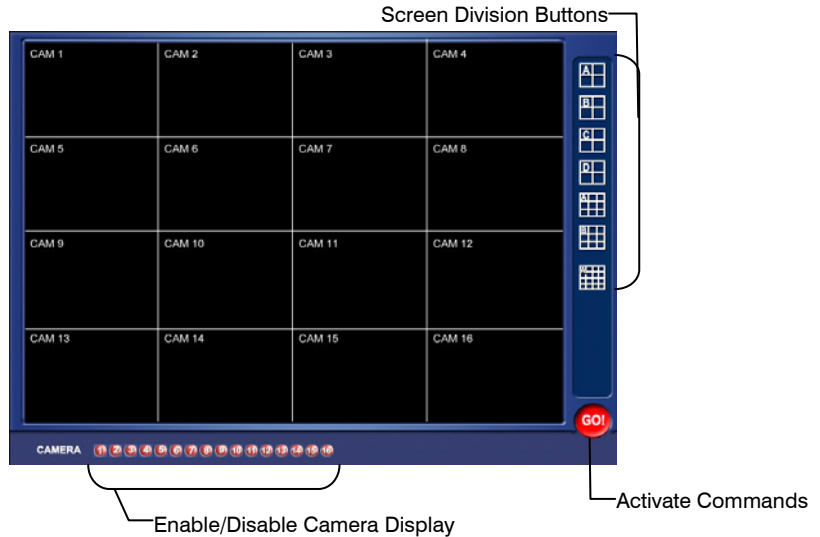 Screen Division Buttons
CAM 1 CAM 2 CAM 3 CAM 4
A
B
C
D
CAM 5 CAM 6 CAM 7 CAM 8
A
B
CAM 9 CAM 10 CAM 11 CAM 12
CAM 13 CAM 14 CAM 15 CAM 16
GO!
CAMERA 1 2 3 4 5 6 7 8 9 10 11 12 13 14 15 16
Activate Commands
Enable/Disable Camera Display